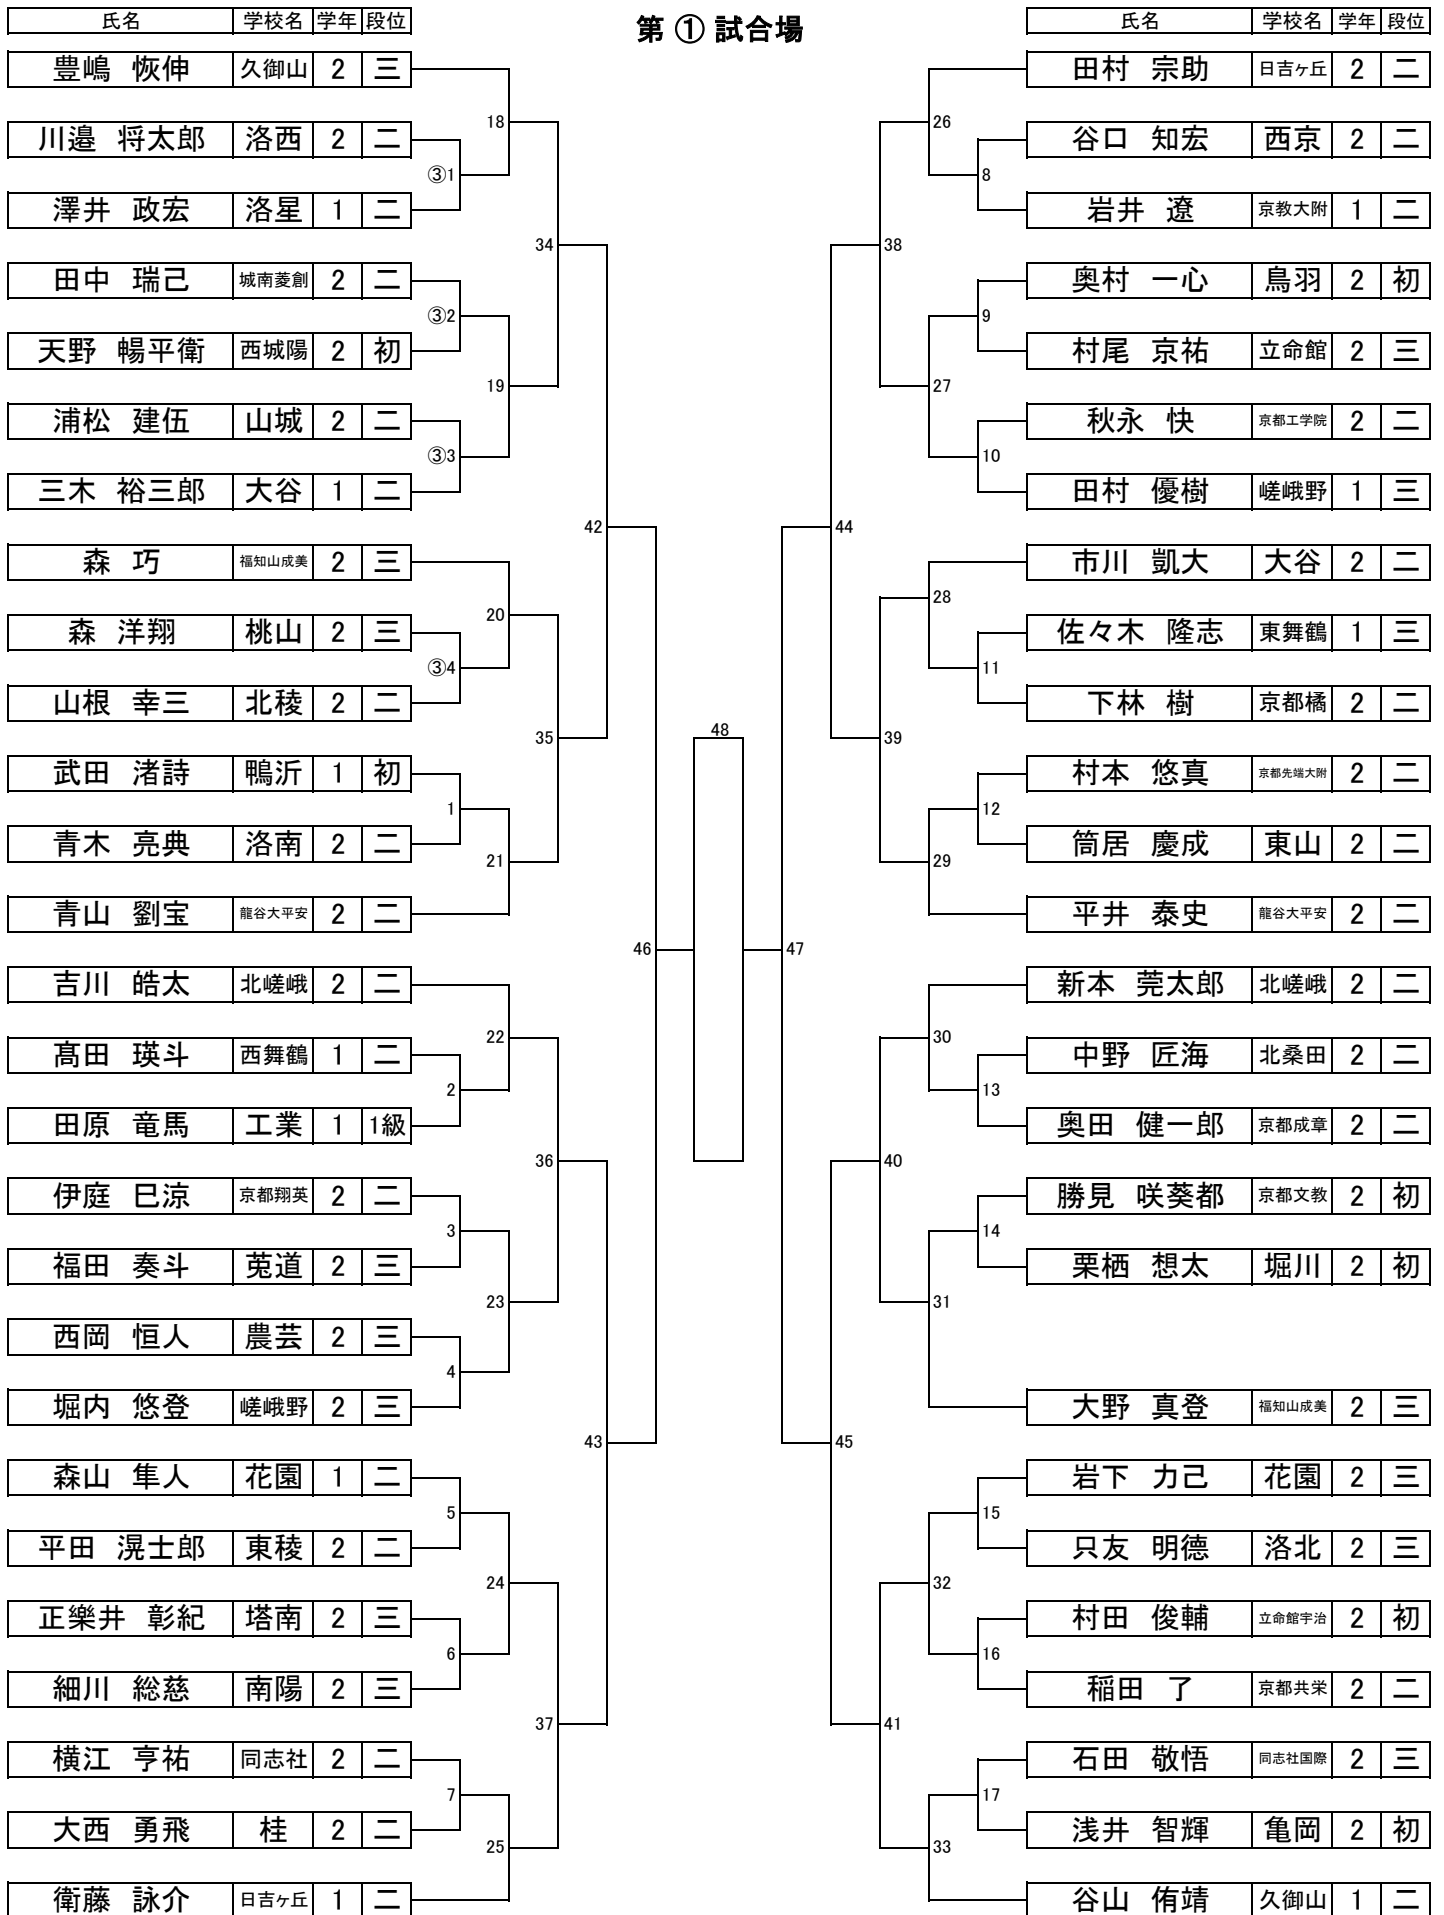 第 ① 試合場
氏名 学校名 学年 段位
豊嶋 恢伸 久御山 2 三
18
川邉 将太郎 洛西 2 二
③1
澤井 政宏 洛星 1 二
34
田中 瑞己 城南菱創 2 二
③2
天野 暢平衛 西城陽 2 初
19
浦松 建伍 山城 2 二
③3
三木 裕三郎 大谷 1 二
42
森 巧 福知山成美 2 三
20
森 洋翔 桃山 2 三
③4
山根 幸三 北稜 2 二
35
武田 渚詩 鴨沂 1 初
1
青木 亮典 洛南 2 二
21
青山 劉宝 龍谷大平安 2 二
46
吉川 皓太 北嵯峨 2 二
22
髙田 瑛斗 西舞鶴 1 二
2
田原 竜馬 工業 1 1級
36
伊庭 巳涼 京都翔英 2 二
3
福田 奏斗 莵道 2 三
23
西岡 恒人 農芸 2 三
4
堀内 悠登 嵯峨野 2 三
43
森山 隼人 花園 1 二
5
平田 滉士郎 東稜 2 二
24
正樂井 彰紀 塔南 2 三
6
細川 総慈 南陽 2 三
37
横江 亨祐 同志社 2 二
7
大西 勇飛 桂 2 二
25
衛藤 詠介 日吉ヶ丘 1 二
48
氏名 学校名 学年 段位
田村 宗助 日吉ヶ丘 2 二
26
谷口 知宏 西京 2 二
8
岩井 遼 京教大附 1 二
38
奥村 一心 鳥羽 2 初
9
村尾 京祐 立命館 2 三
27
秋永 快 京都工学院 2 二
10
田村 優樹 嵯峨野 1 三
44
市川 凱大 大谷 2 二
28
佐々木 隆志 東舞鶴 1 三
11
下林 樹 京都橘 2 二
39
村本 悠真 京都先端大附 2 二
12
筒居 慶成 東山 2 二
29
平井 泰史 龍谷大平安 2 二
47
新本 莞太郎 北嵯峨 2 二
30
中野 匠海 北桑田 2 二
13
奥田 健一郎 京都成章 2 二
40
勝見 咲葵都 京都文教 2 初
14
栗栖 想太 堀川 2 初
31
大野 真登 福知山成美 2 三
45
岩下 力己 花園 2 三
15
只友 明德 洛北 2 三
32
村田 俊輔 立命館宇治 2 初
16
稲田 了 京都共栄 2 二
41
石田 敬悟 同志社国際 2 三
17
浅井 智輝 亀岡 2 初
33
谷山 侑靖 久御山 1 二